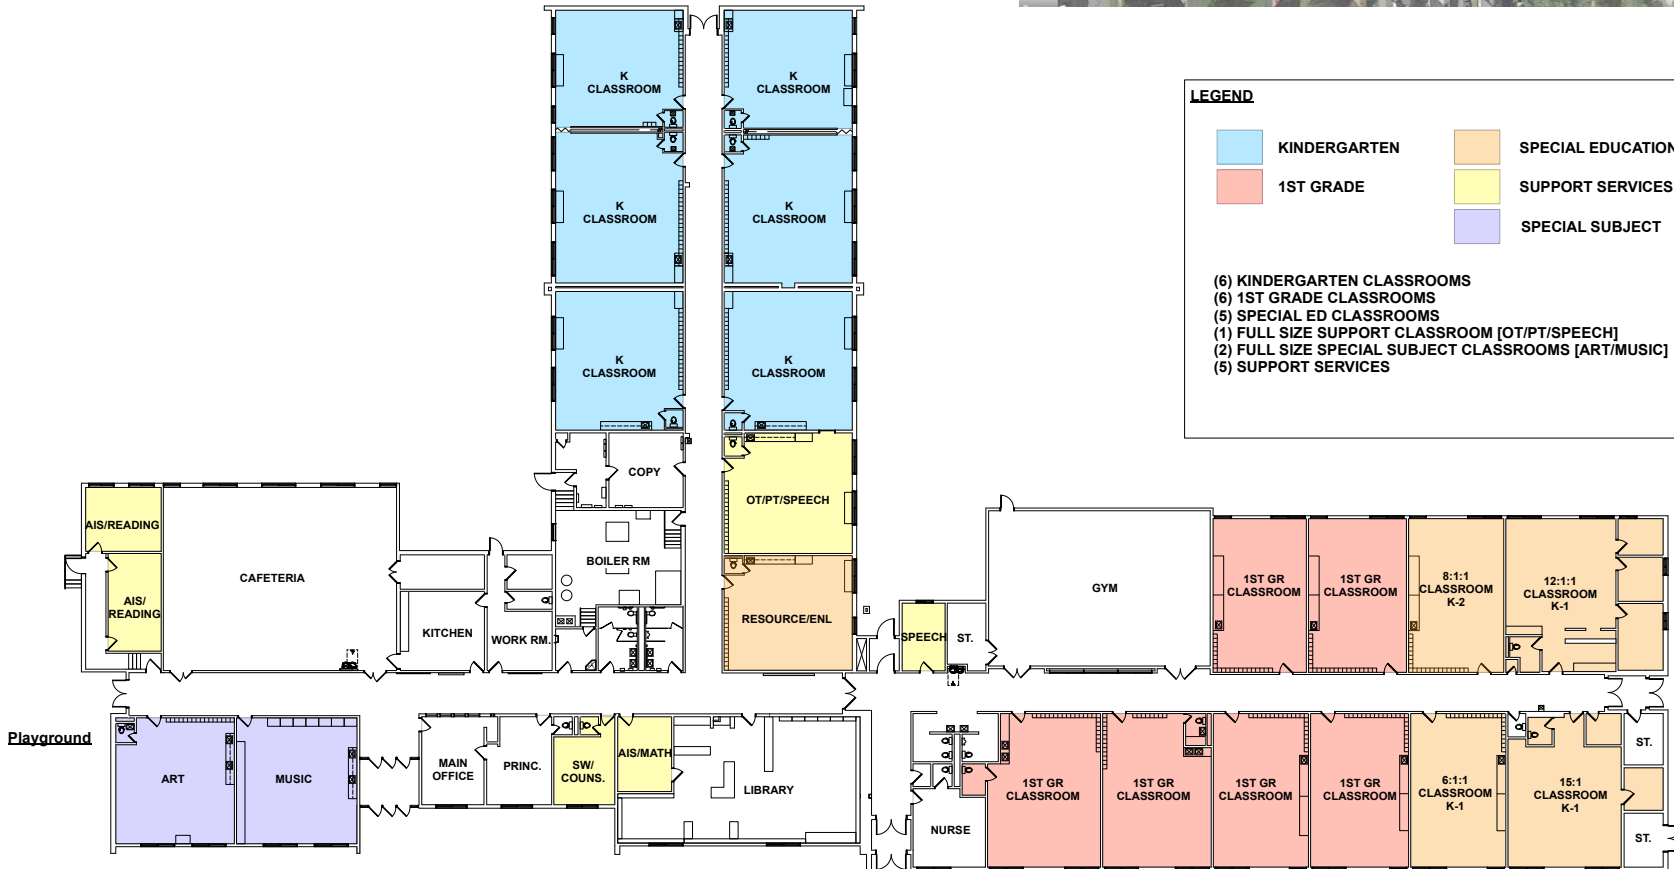 K
CLASSROOM
K
CLASSROOM
LEGEND
KINDERGARTEN
SPECIAL EDUCATION
1ST GRADE
SUPPORT SERVICES
SPECIAL SUBJECT
(6) KINDERGARTEN CLASSROOMS
(6) 1ST GRADE CLASSROOMS
(5) SPECIAL ED CLASSROOMS
(1) FULL SIZE SUPPORT CLASSROOM [OT/PT/SPEECH]
(2) FULL SIZE SPECIAL SUBJECT CLASSROOMS [ART/MUSIC]
(5) SUPPORT SERVICES
K
CLASSROOM
K
CLASSROOM
K
CLASSROOM
K
CLASSROOM
COPY
OT/PT/SPEECH
AIS/READING
CAFETERIA
AIS/
READING
BOILER RM
KITCHEN
WORK RM.
RESOURCE/ENL
SPEECH
ST.
GYM
1ST GR
CLASSROOM
1ST GR
CLASSROOM
8:1:1
CLASSROOM
K-2
12:1:1
CLASSROOM
K-1
Playground
ART
MUSIC
MAIN
OFFICE
PRINC.
SW/
COUNS.
AIS/MATH
LIBRARY
NURSE
1ST GR
CLASSROOM
1ST GR
CLASSROOM
1ST GR
CLASSROOM
1ST GR
CLASSROOM
6:1:1
CLASSROOM
K-1
15:1
CLASSROOM
K-1
ST.
ST.